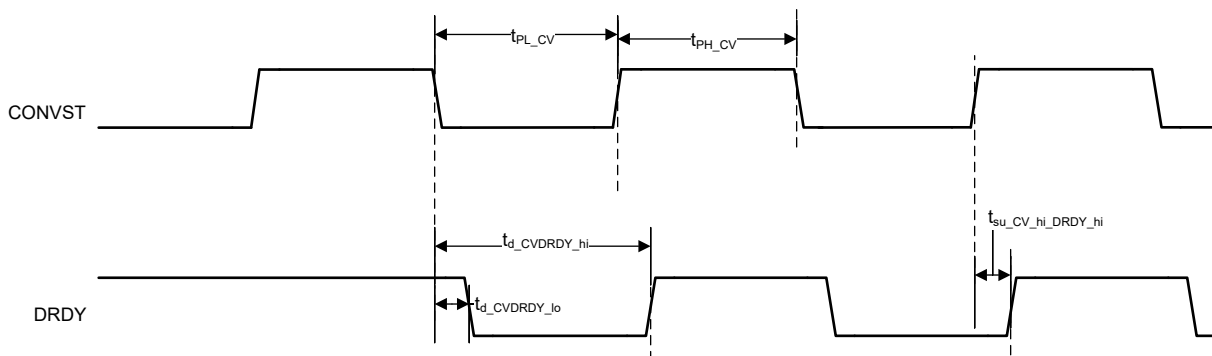 tPL_CV
tPH_CV
CONVST
tsu_CV_hi_DRDY_hi
td_CVDRDY_hi
td_CVDRDY_lo
DRDY